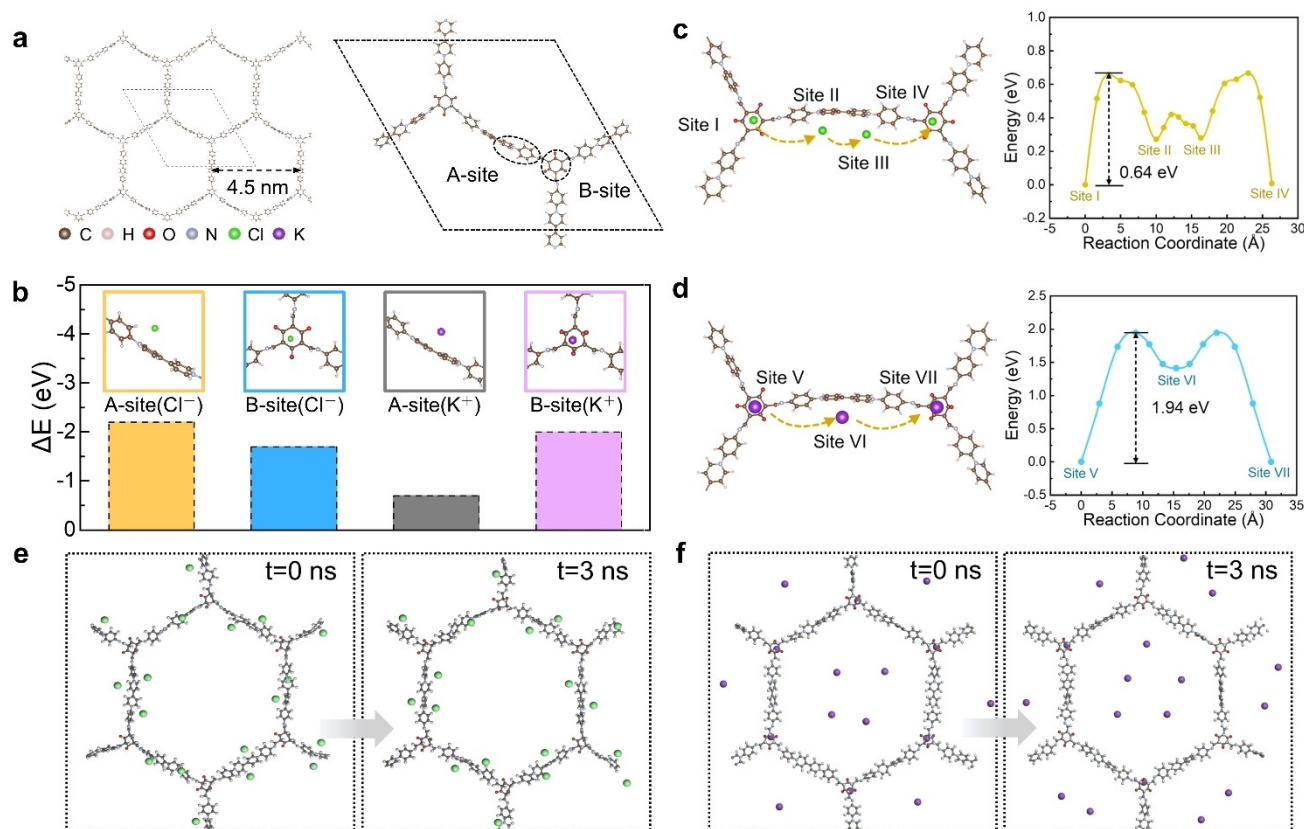 a
4.5 nm
C H O N Cl K
A-site
B-site
b
ΔE (eV)
-5
-4
-3
-2
-1
0
A-site(Cl⁻) B-site(Cl⁻) A-site(K⁺) B-site(K⁺)
c
Site I
Site II
Site III
Site IV
Energy (eV)
1.0
0.8
0.6
0.4
0.2
0.0
-0.2
0.64 eV
Site I
Site II
Site III
Site IV
-5 0 5 10 15 20 25 30
Reaction Coordinate (Å)
d
Site V
Site VI
Site VII
Energy (eV)
2.5
2.0
1.5
1.0
0.5
0.0
-0.5
1.94 eV
Site V
Site VI
Site VII
-5 0 5 10 15 20 25 30 35
Reaction Coordinate (Å)
e
t=0 ns
t=3 ns
f
t=0 ns
t=3 ns